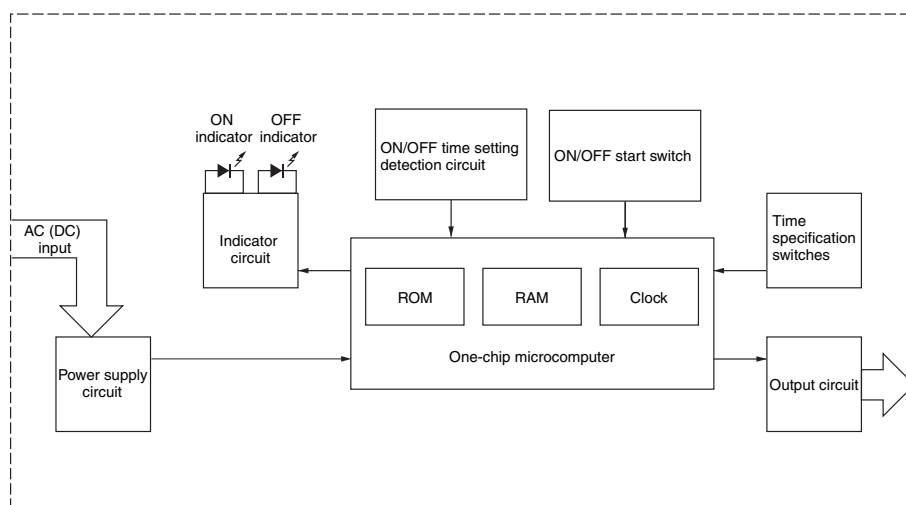 ON
indicator
OFF
indicator
ON/OFF time setting
detection circuit
ON/OFF start switch
AC (DC)
input
Indicator
circuit
Time
specification
switches
ROM
RAM
Clock
One-chip microcomputer
Power supply
circuit
Output circuit